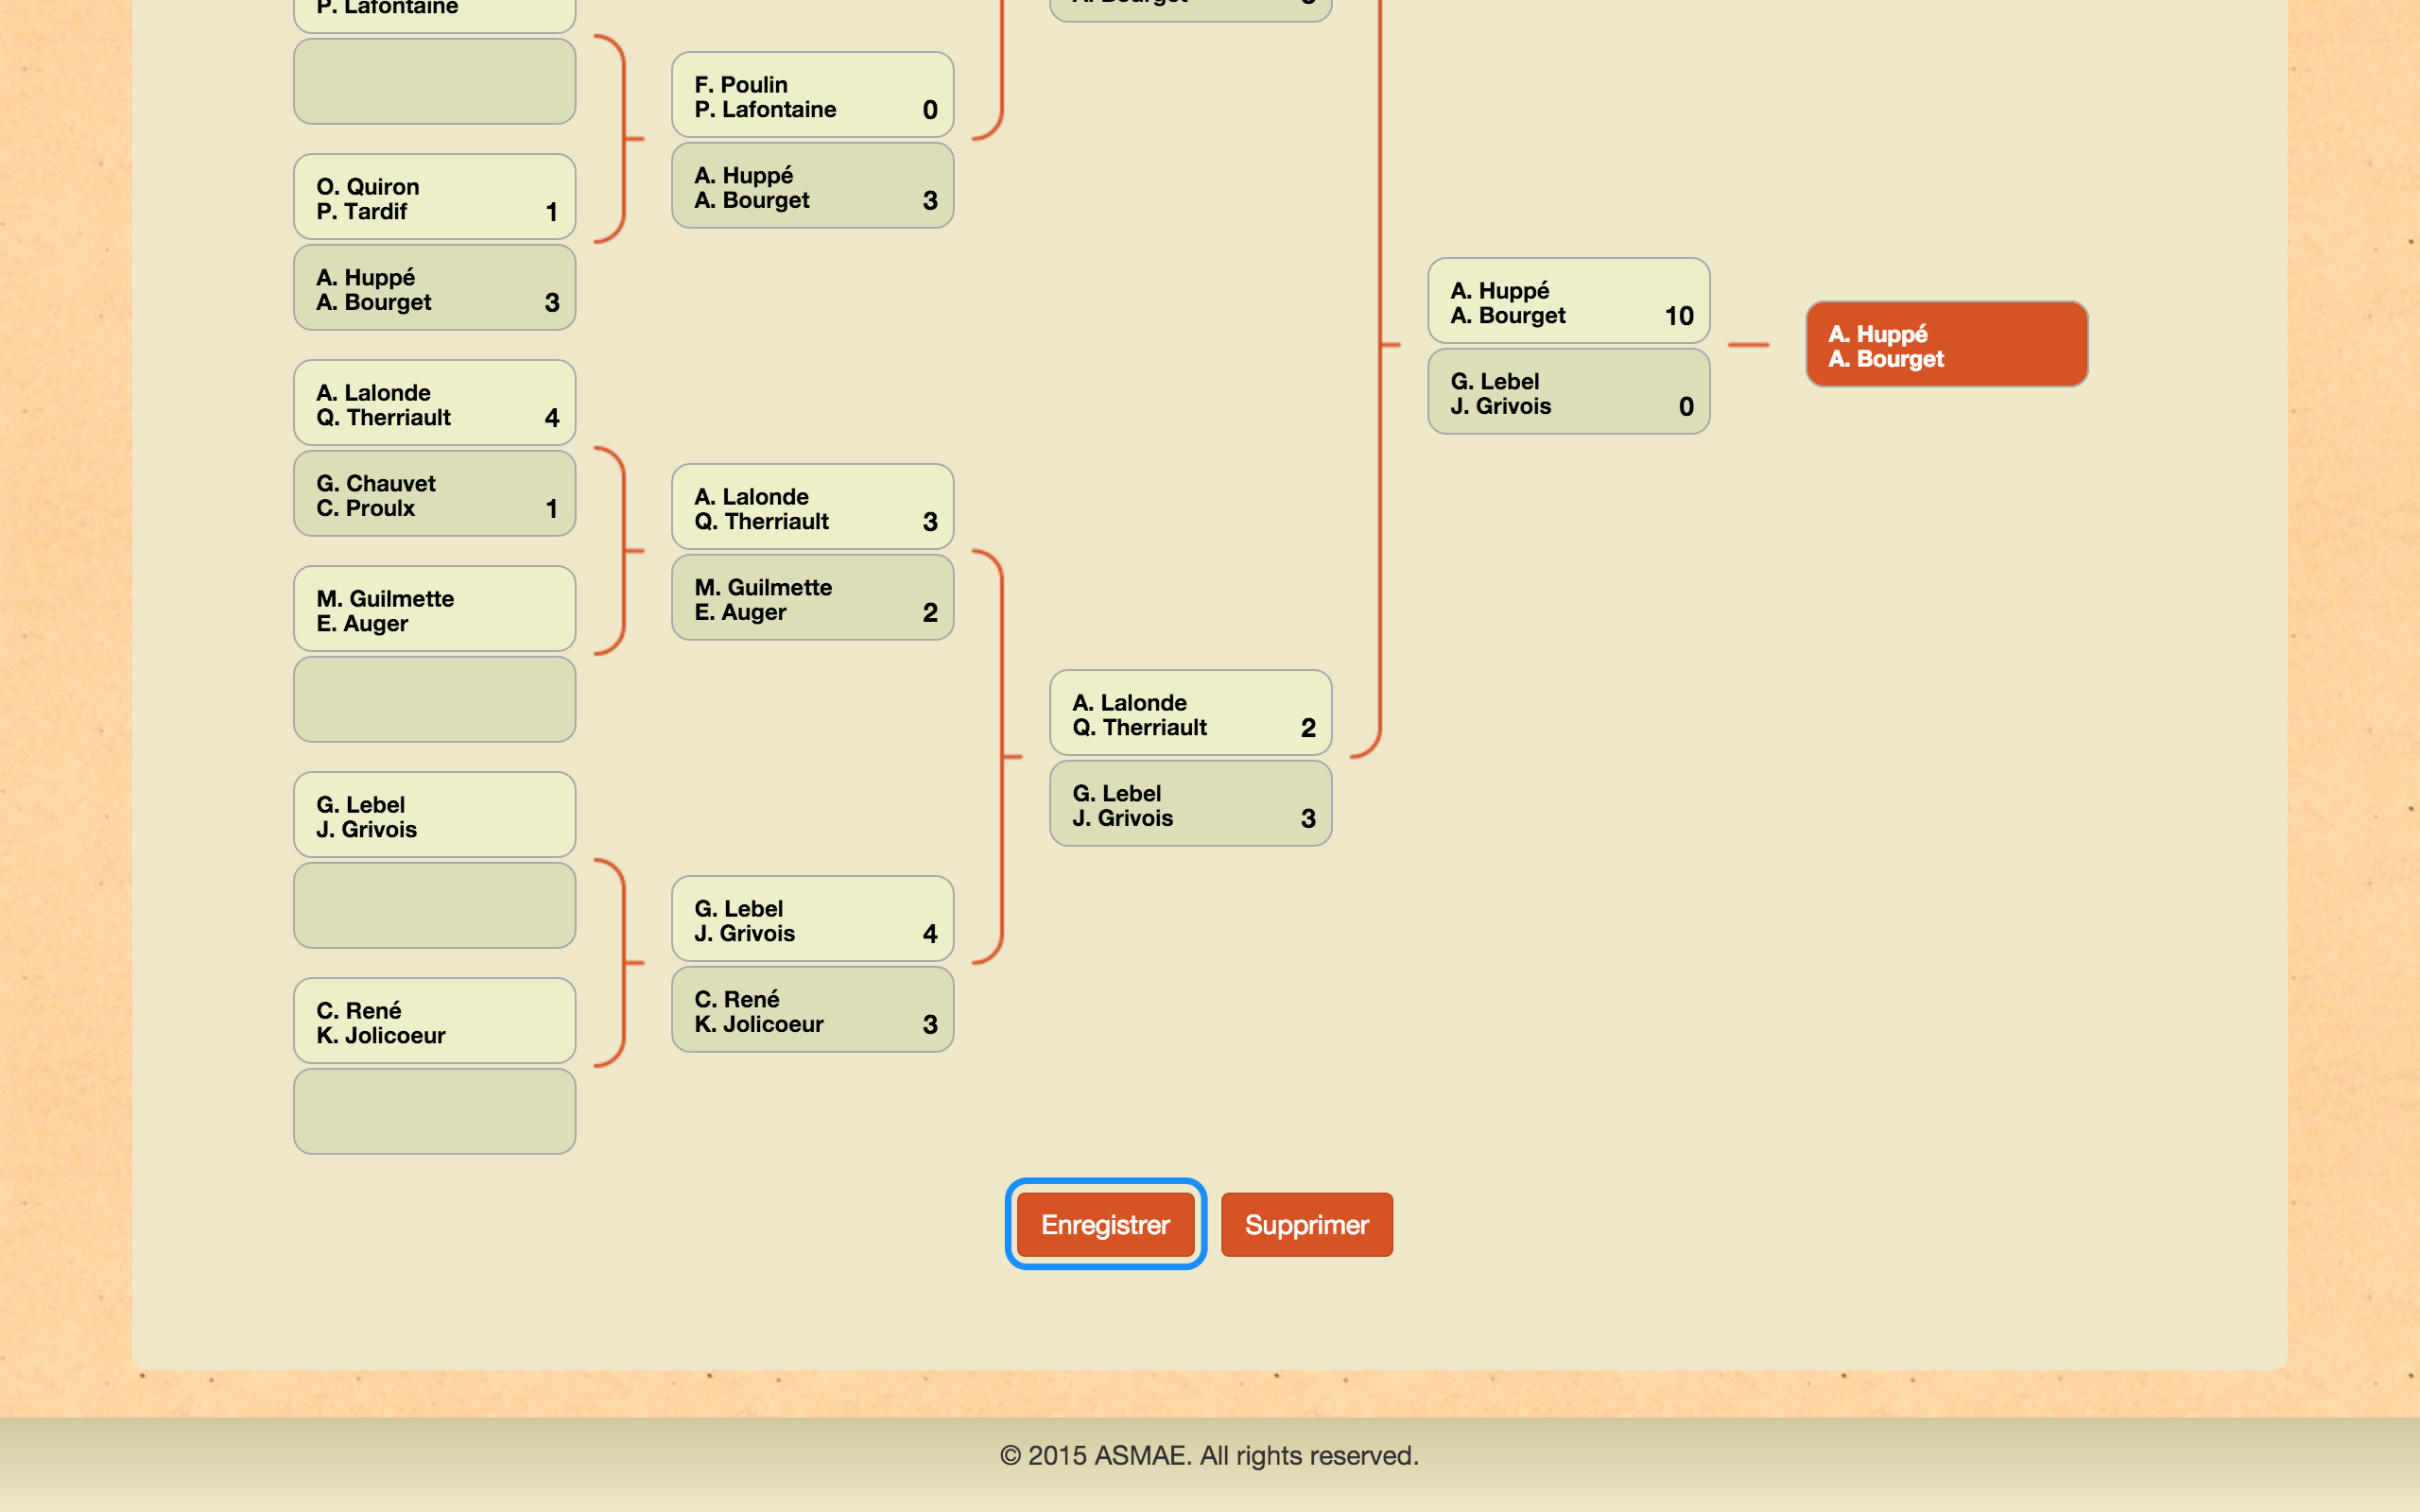 P. Lafontaine
O. Quiron
P. Tardif 1
A. Huppé
A. Bourget 3
A. Lalonde
Q. Therriault 4
G. Chauvet
C. Proulx 1
M. Guilmette
E. Auger
G. Lebel
J. Grivois
C. René
K. Jolicoeur
F. Poulin
P. Lafontaine 0
A. Huppé
A. Bourget 3
A. Lalonde
Q. Therriault 3
M. Guilmette
E. Auger 2
G. Lebel
J. Grivois 4
C. René
K. Jolicoeur 3
A. Bourget
A. Lalonde
Q. Therriault 2
G. Lebel
J. Grivois 3
A. Huppé
A. Bourget 10
G. Lebel
J. Grivois 0
A. Huppé
A. Bourget
Enregistrer
Supprimer
© 2015 ASMAE. All rights reserved.